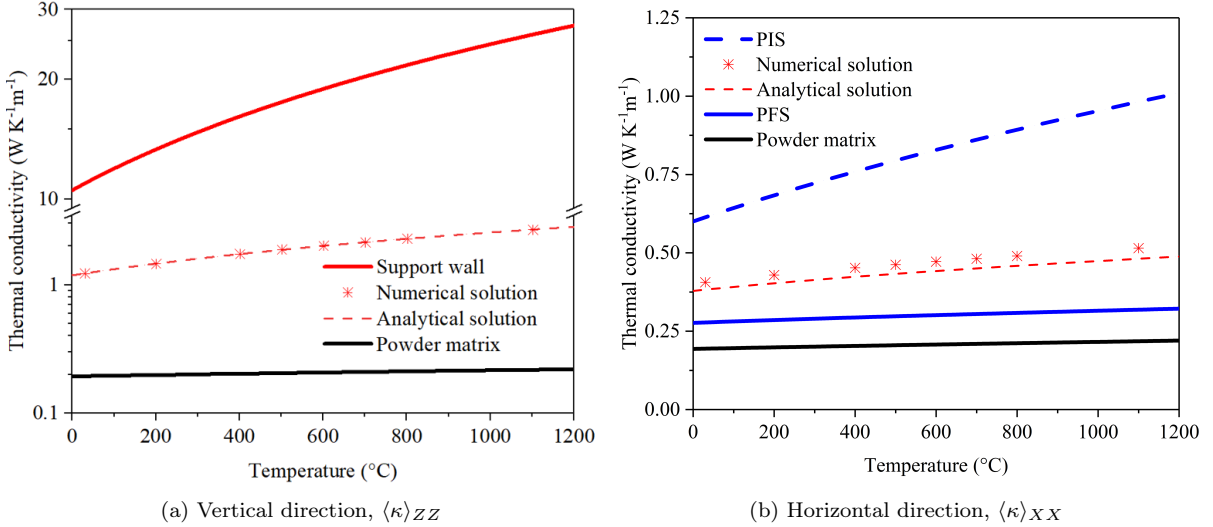 30
20
10
1
0.1
Thermal conductivity (W K⁻¹m⁻¹)
Support wall
Numerical solution
Analytical solution
Powder matrix
0 200 400 600 800 1000 1200
Temperature (°C)
(a) Vertical direction, ⟨κ⟩ZZ
1.25
1.00
0.75
0.50
0.25
0.00
Thermal conductivity (W K⁻¹m⁻¹)
PIS
Numerical solution
Analytical solution
PFS
Powder matrix
0 200 400 600 800 1000 1200
Temperature (°C)
(b) Horizontal direction, ⟨κ⟩XX